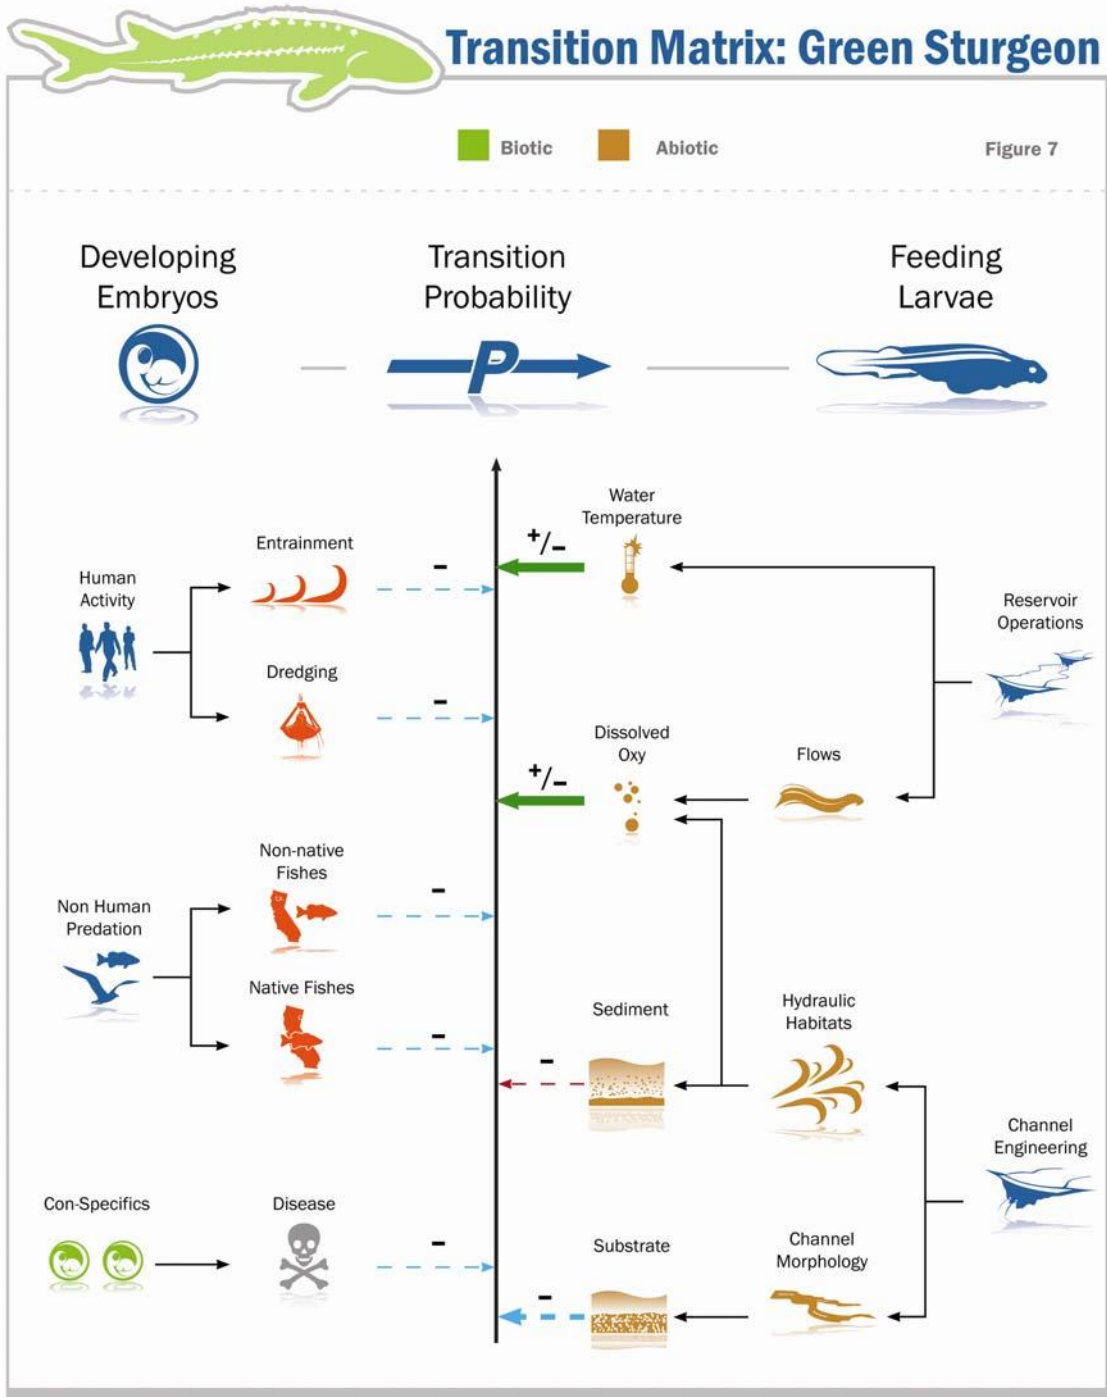 Transition Matrix: Green Sturgeon
Biotic
Abiotic
Figure 7
Developing
Embryos
Transition
Probability
P
Feeding
Larvae
Human
Activity
Entrainment
-
Dredging
-
Water
Temperature
+/-
Reservoir
Operations
Dissolved
Oxy
+/-
Flows
Non Human
Predation
Non-native
Fishes
-
Native Fishes
-
Sediment
-
Hydraulic
Habitats
Channel
Engineering
Con-Specifics
Disease
-
Substrate
-
Channel
Morphology